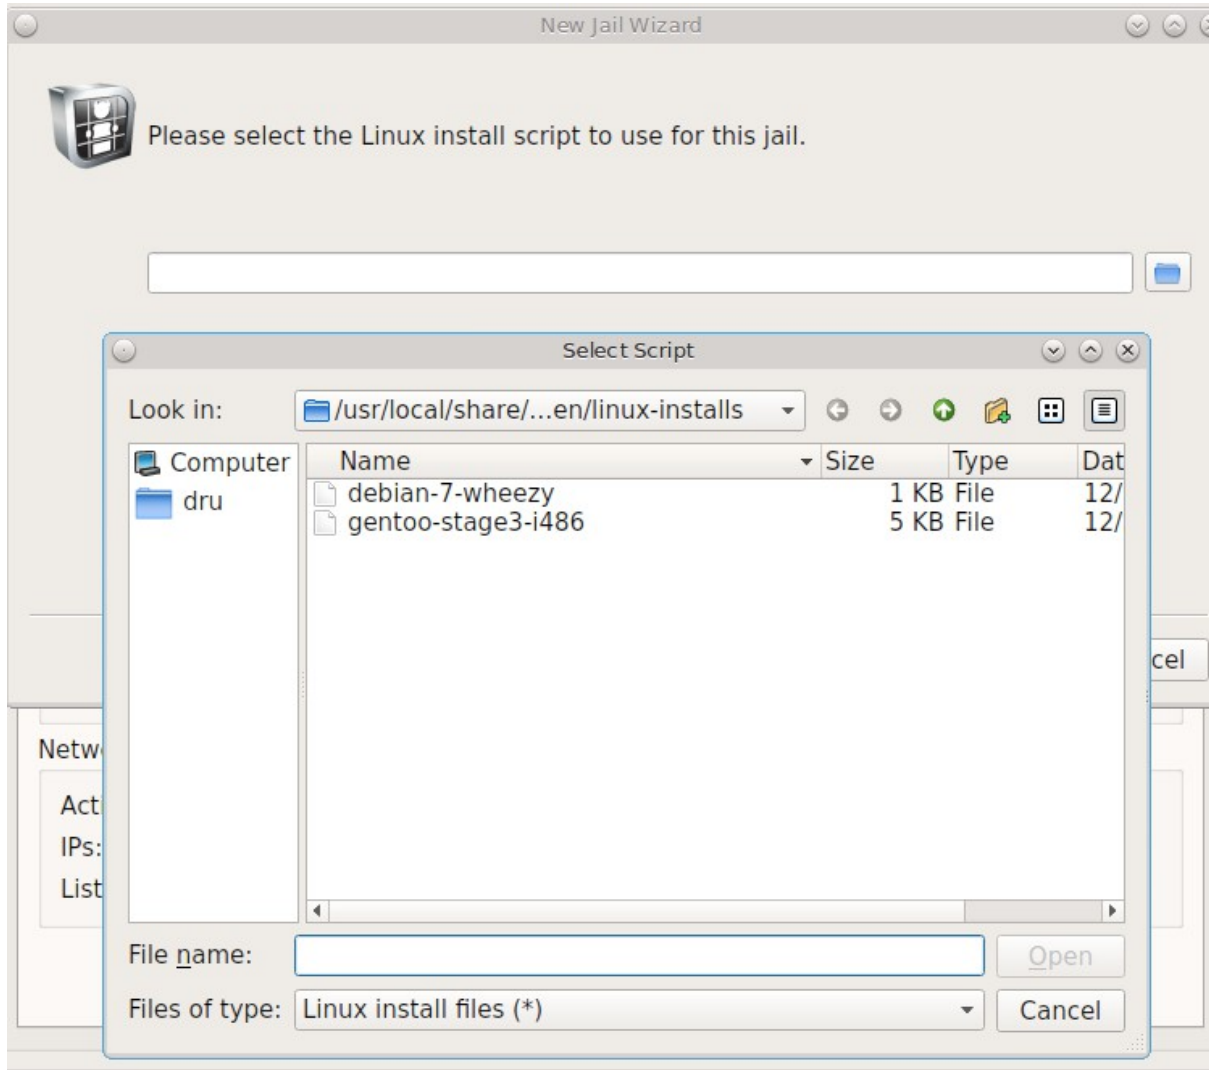 New Jail Wizard
Please select the Linux install script to use for this jail.
Select Script
Look in: /usr/local/share/...en/linux-installs
Computer
dru
Name Size Type Dat
debian-7-wheezy 1 KB File 12/
gentoo-stage3-i486 5 KB File 12/
cel
Netw
Acti
IPs:
List
File name: Open
Files of type: Linux install files (*) Cancel